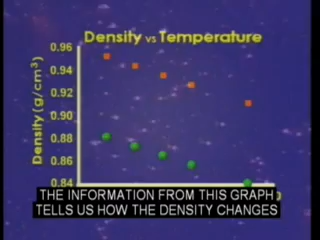 Density vs Temperature
Density(g/cm³)
0.96
0.94
0.92
0.90
0.88
0.86
0.84
THE INFORMATION FROM THIS GRAPH
TELLS US HOW THE DENSITY CHANGES